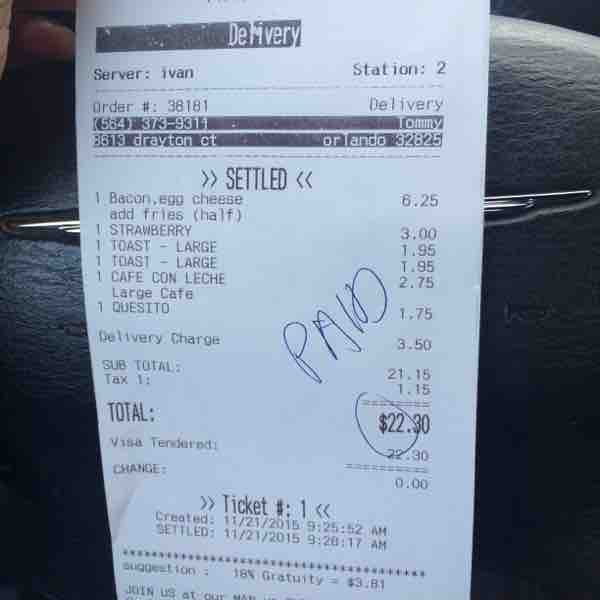 Delivery
Server: ivan Station: 2
Order #: 38181 Delivery
(584) 373-9311 Tommy
8613 drayton ct orlando 32825
>> SETTLED <<
1 Bacon,egg cheese 6.25
add fries (half)
1 STRAWBERRY 3.00
1 TOAST - LARGE 1.95
1 TOAST - LARGE 1.95
1 CAFE CON LECHE 2.75
Large Cafe
1 QUESITO 1.75
PAID
Delivery Charge 3.50
SUB TOTAL: 21.15
Tax 1: 1.15
TOTAL: $22.30
Visa Tendered: 22.30
CHANGE: 0.00
>> Ticket #: 1 <<
Created: 11/21/2015 9:25:52 AM
SETTLED: 11/21/2015 9:28:17 AM
suggestion : 18% Gratuity = $3.81
JOIN US at our